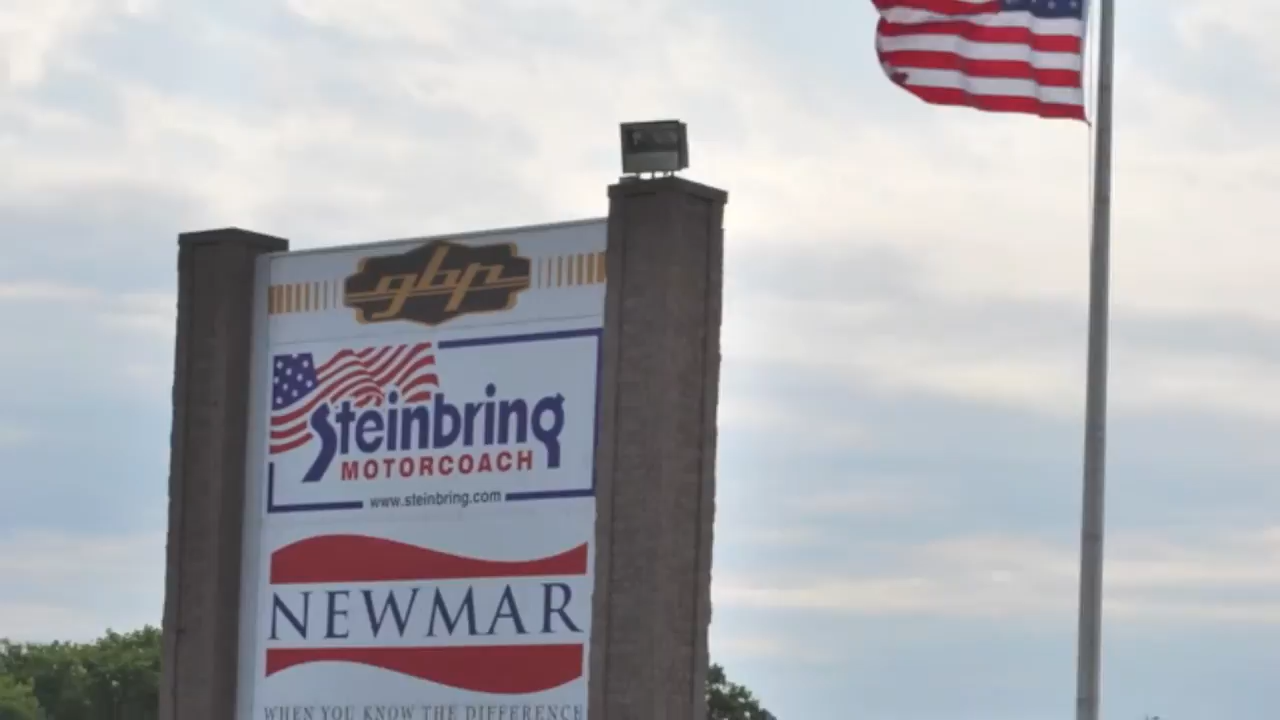 gbp
Steinbring
MOTORCOACH
www.steinbring.com
NEWMAR
WHEN YOU KNOW THE DIFFERENCE